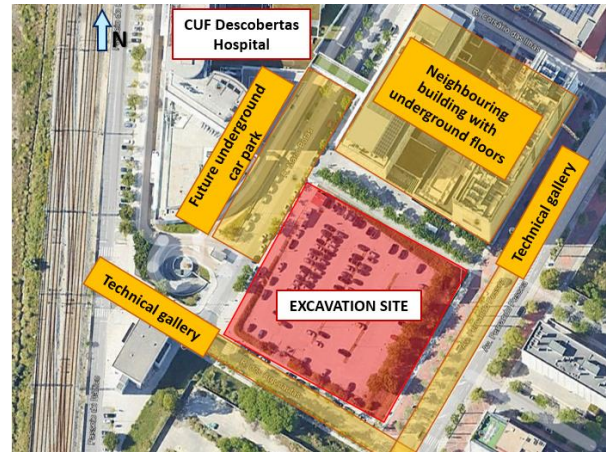 CUF Descobertas
Hospital
N
Neighbouring
building with
underground floors
Future underground
car park
Technical gallery
EXCAVATION SITE
Technical gallery